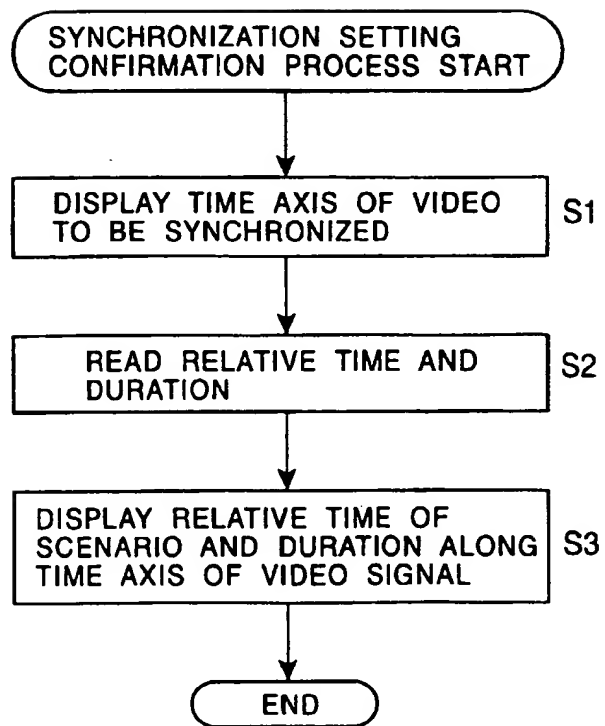 SYNCHRONIZATION SETTING
CONFIRMATION PROCESS START
DISPLAY TIME AXIS OF VIDEO
TO BE SYNCHRONIZED
S1
READ RELATIVE TIME AND
DURATION
S2
DISPLAY RELATIVE TIME OF
SCENARIO AND DURATION ALONG
TIME AXIS OF VIDEO SIGNAL
S3
END